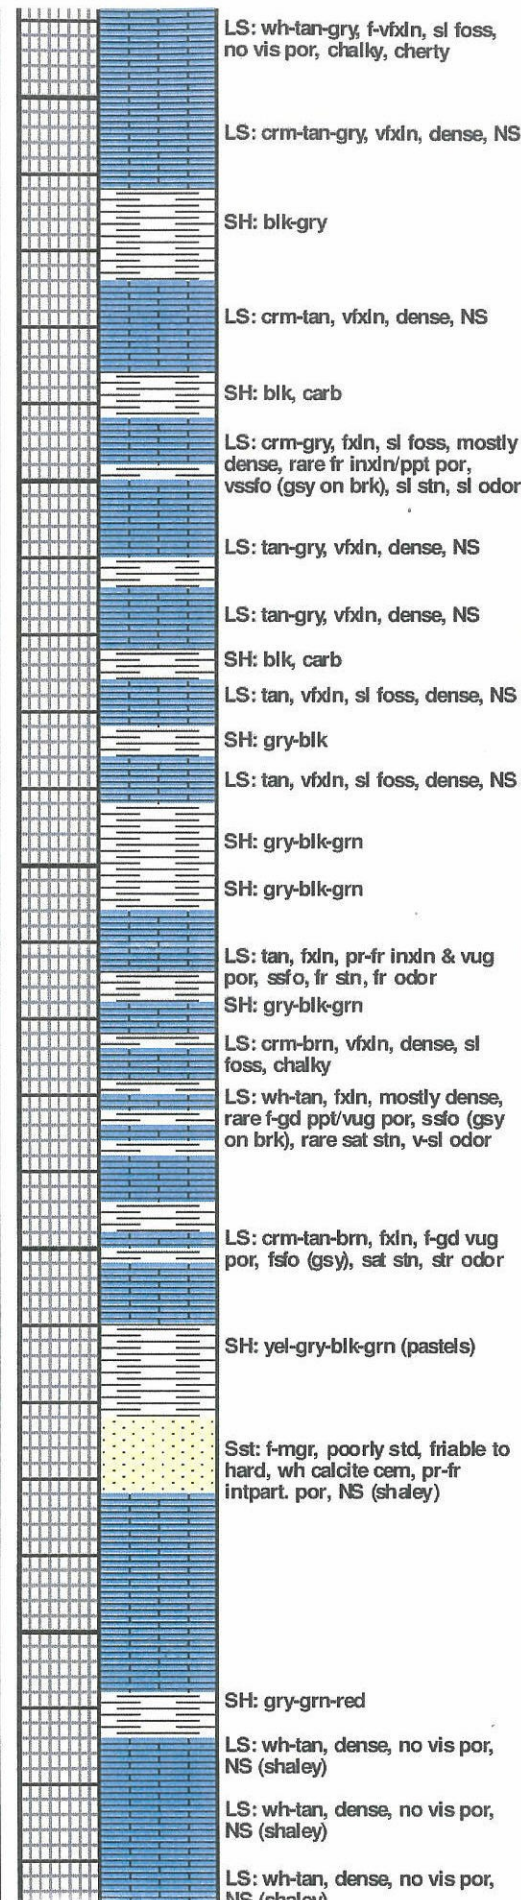 LS: wh-tan-gry, f-vfxln, sl foss,
no vis por, chalky, cherty
LS: crm-tan-gry, vfxln, dense, NS
SH: blk-gry
LS: crm-tan, vfxln, dense, NS
SH: blk, carb
LS: crm-gry, fxln, sl foss, mostly
dense, rare fr inxln/ppt por,
vssfo (gsy on brk), sl stn, sl odor
LS: tan-gry, vfxln, dense, NS
LS: tan-gry, vfxln, dense, NS
SH: blk, carb
LS: tan, vfxln, sl foss, dense, NS
SH: gry-blk
LS: tan, vfxln, sl foss, dense, NS
SH: gry-blk-grn
SH: gry-blk-grn
LS: tan, fxln, pr-fr inxln & vug
por, ssfo, fr stn, fr odor
SH: gry-blk-grn
LS: crm-brn, vfxln, dense, sl
foss, chalky
LS: wh-tan, fxln, mostly dense,
rare f-gd ppt/vug por, ssfo (gsy
on brk), rare sat stn, v-sl odor
LS: crm-tan-brn, fxln, f-gd vug
por, fsfo (gsy), sat stn, str odor
SH: yel-gry-blk-grn (pastels)
Sst: f-mgr, poorly std, friable to
hard, wh calcite cem, pr-fr
intpart. por, NS (shaley)
SH: gry-grn-red
LS: wh-tan, dense, no vis por,
NS (shaley)
LS: wh-tan, dense, no vis por,
NS (shaley)
LS: wh-tan, dense, no vis por,
NS (shaley)